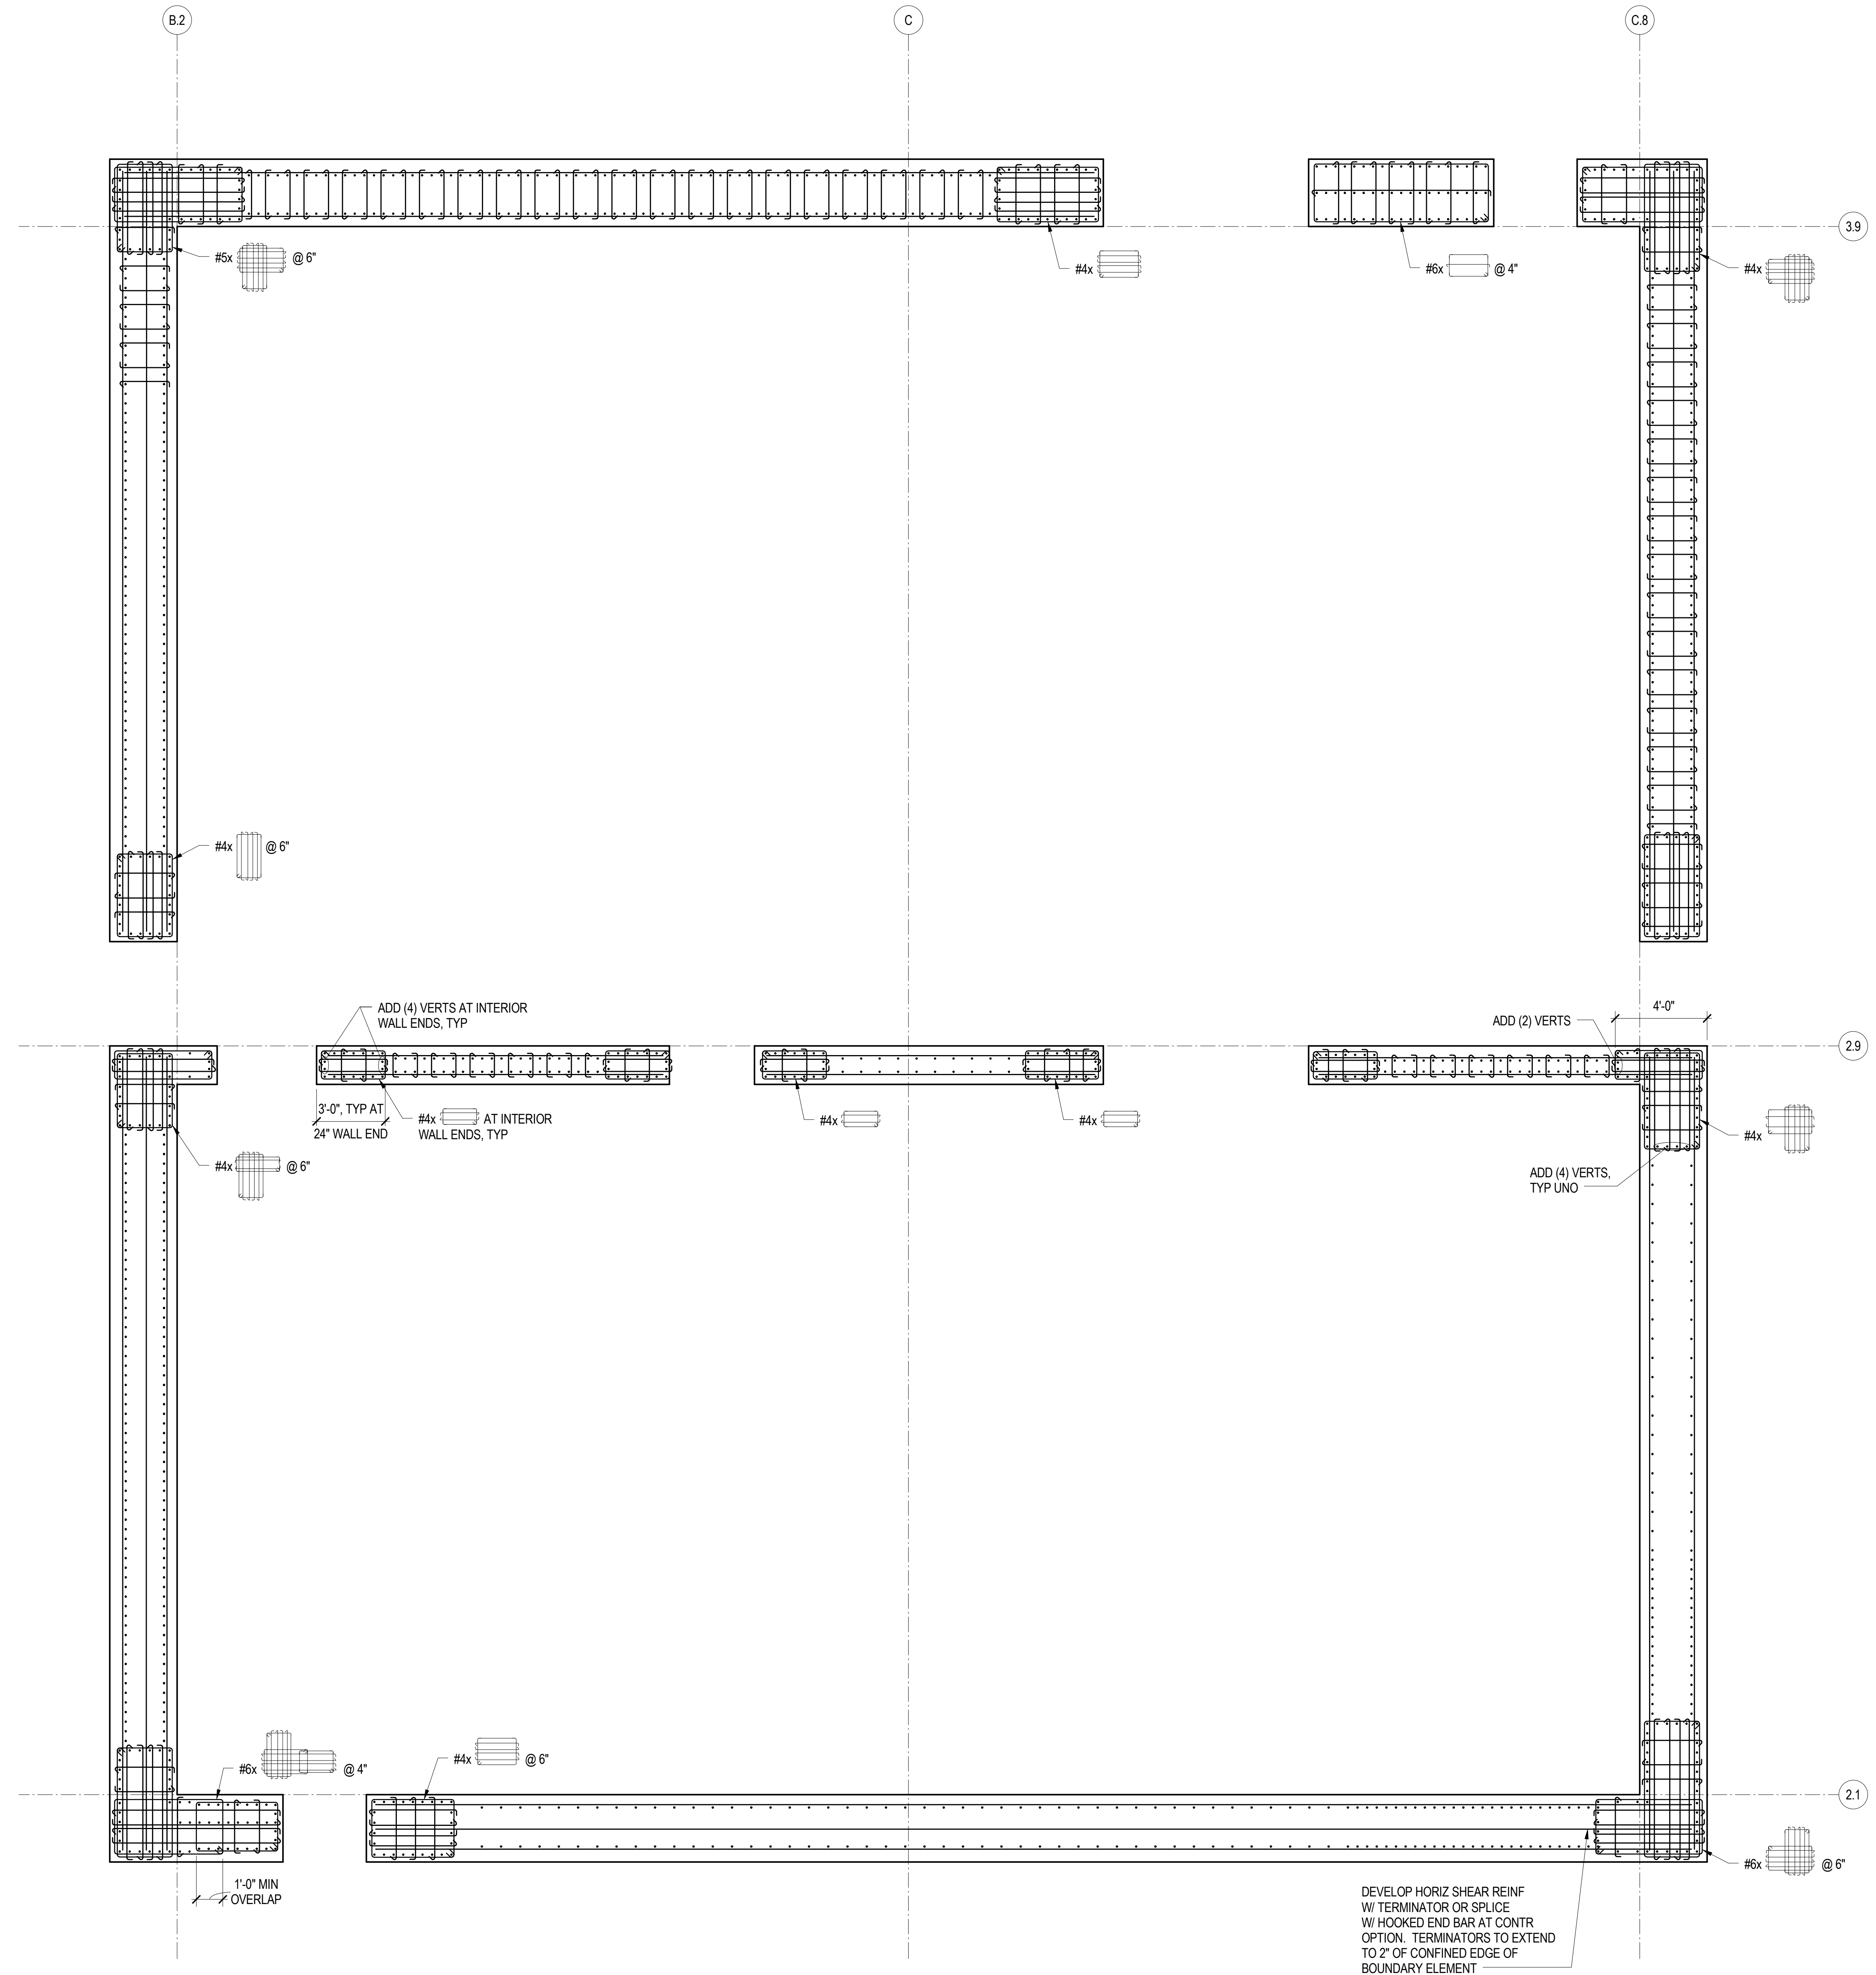 B.2
C
C.8
3.9
#5x @ 6"
#4x
#6x @ 4"
#4x
#4x @ 6"
ADD (4) VERTS AT INTERIOR
WALL ENDS, TYP
ADD (2) VERTS
4'-0"
2.9
3'-0", TYP AT
24" WALL END
#4x AT INTERIOR
WALL ENDS, TYP
#4x
#4x
#4x
#4x @ 6"
ADD (4) VERTS,
TYP UNO
#6x @ 4"
#4x @ 6"
2.1
#6x @ 6"
1'-0" MIN
OVERLAP
DEVELOP HORIZ SHEAR REINF
W/ TERMINATOR OR SPLICE
W/ HOOKED END BAR AT CONTR
OPTION. TERMINATORS TO EXTEND
TO 2" OF CONFINED EDGE OF
BOUNDARY ELEMENT